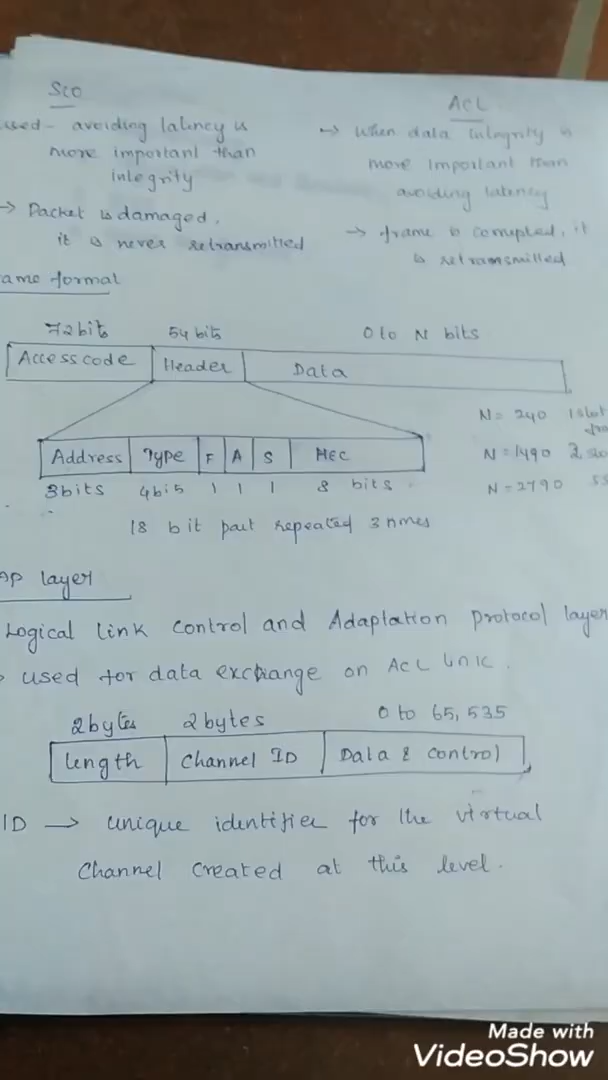 SCO
used - avoiding latency is
more important than
integrity
→ Packet is damaged.
it is never retransmitted
ACL
→ When data integrity is
more important than
avoiding latency
→ frame is corrupted, it
is retransmitted
ame format
72bits 54 bits 0 to N bits
Access code Header Data
N= 240 1 slot
N= 1490
N= 2790
Address Type F A S HEC
3bits 4bits 1 1 1 8 bits
18 bit part repeated 3 times
AP layer
Logical Link Control and Adaptation protocol layer
used for data exchange on ACL link.
2bytes 2bytes 0 to 65,535
Length Channel ID Data & control
ID → unique identifier for the virtual
Channel created at this level.
Made with
VideoShow